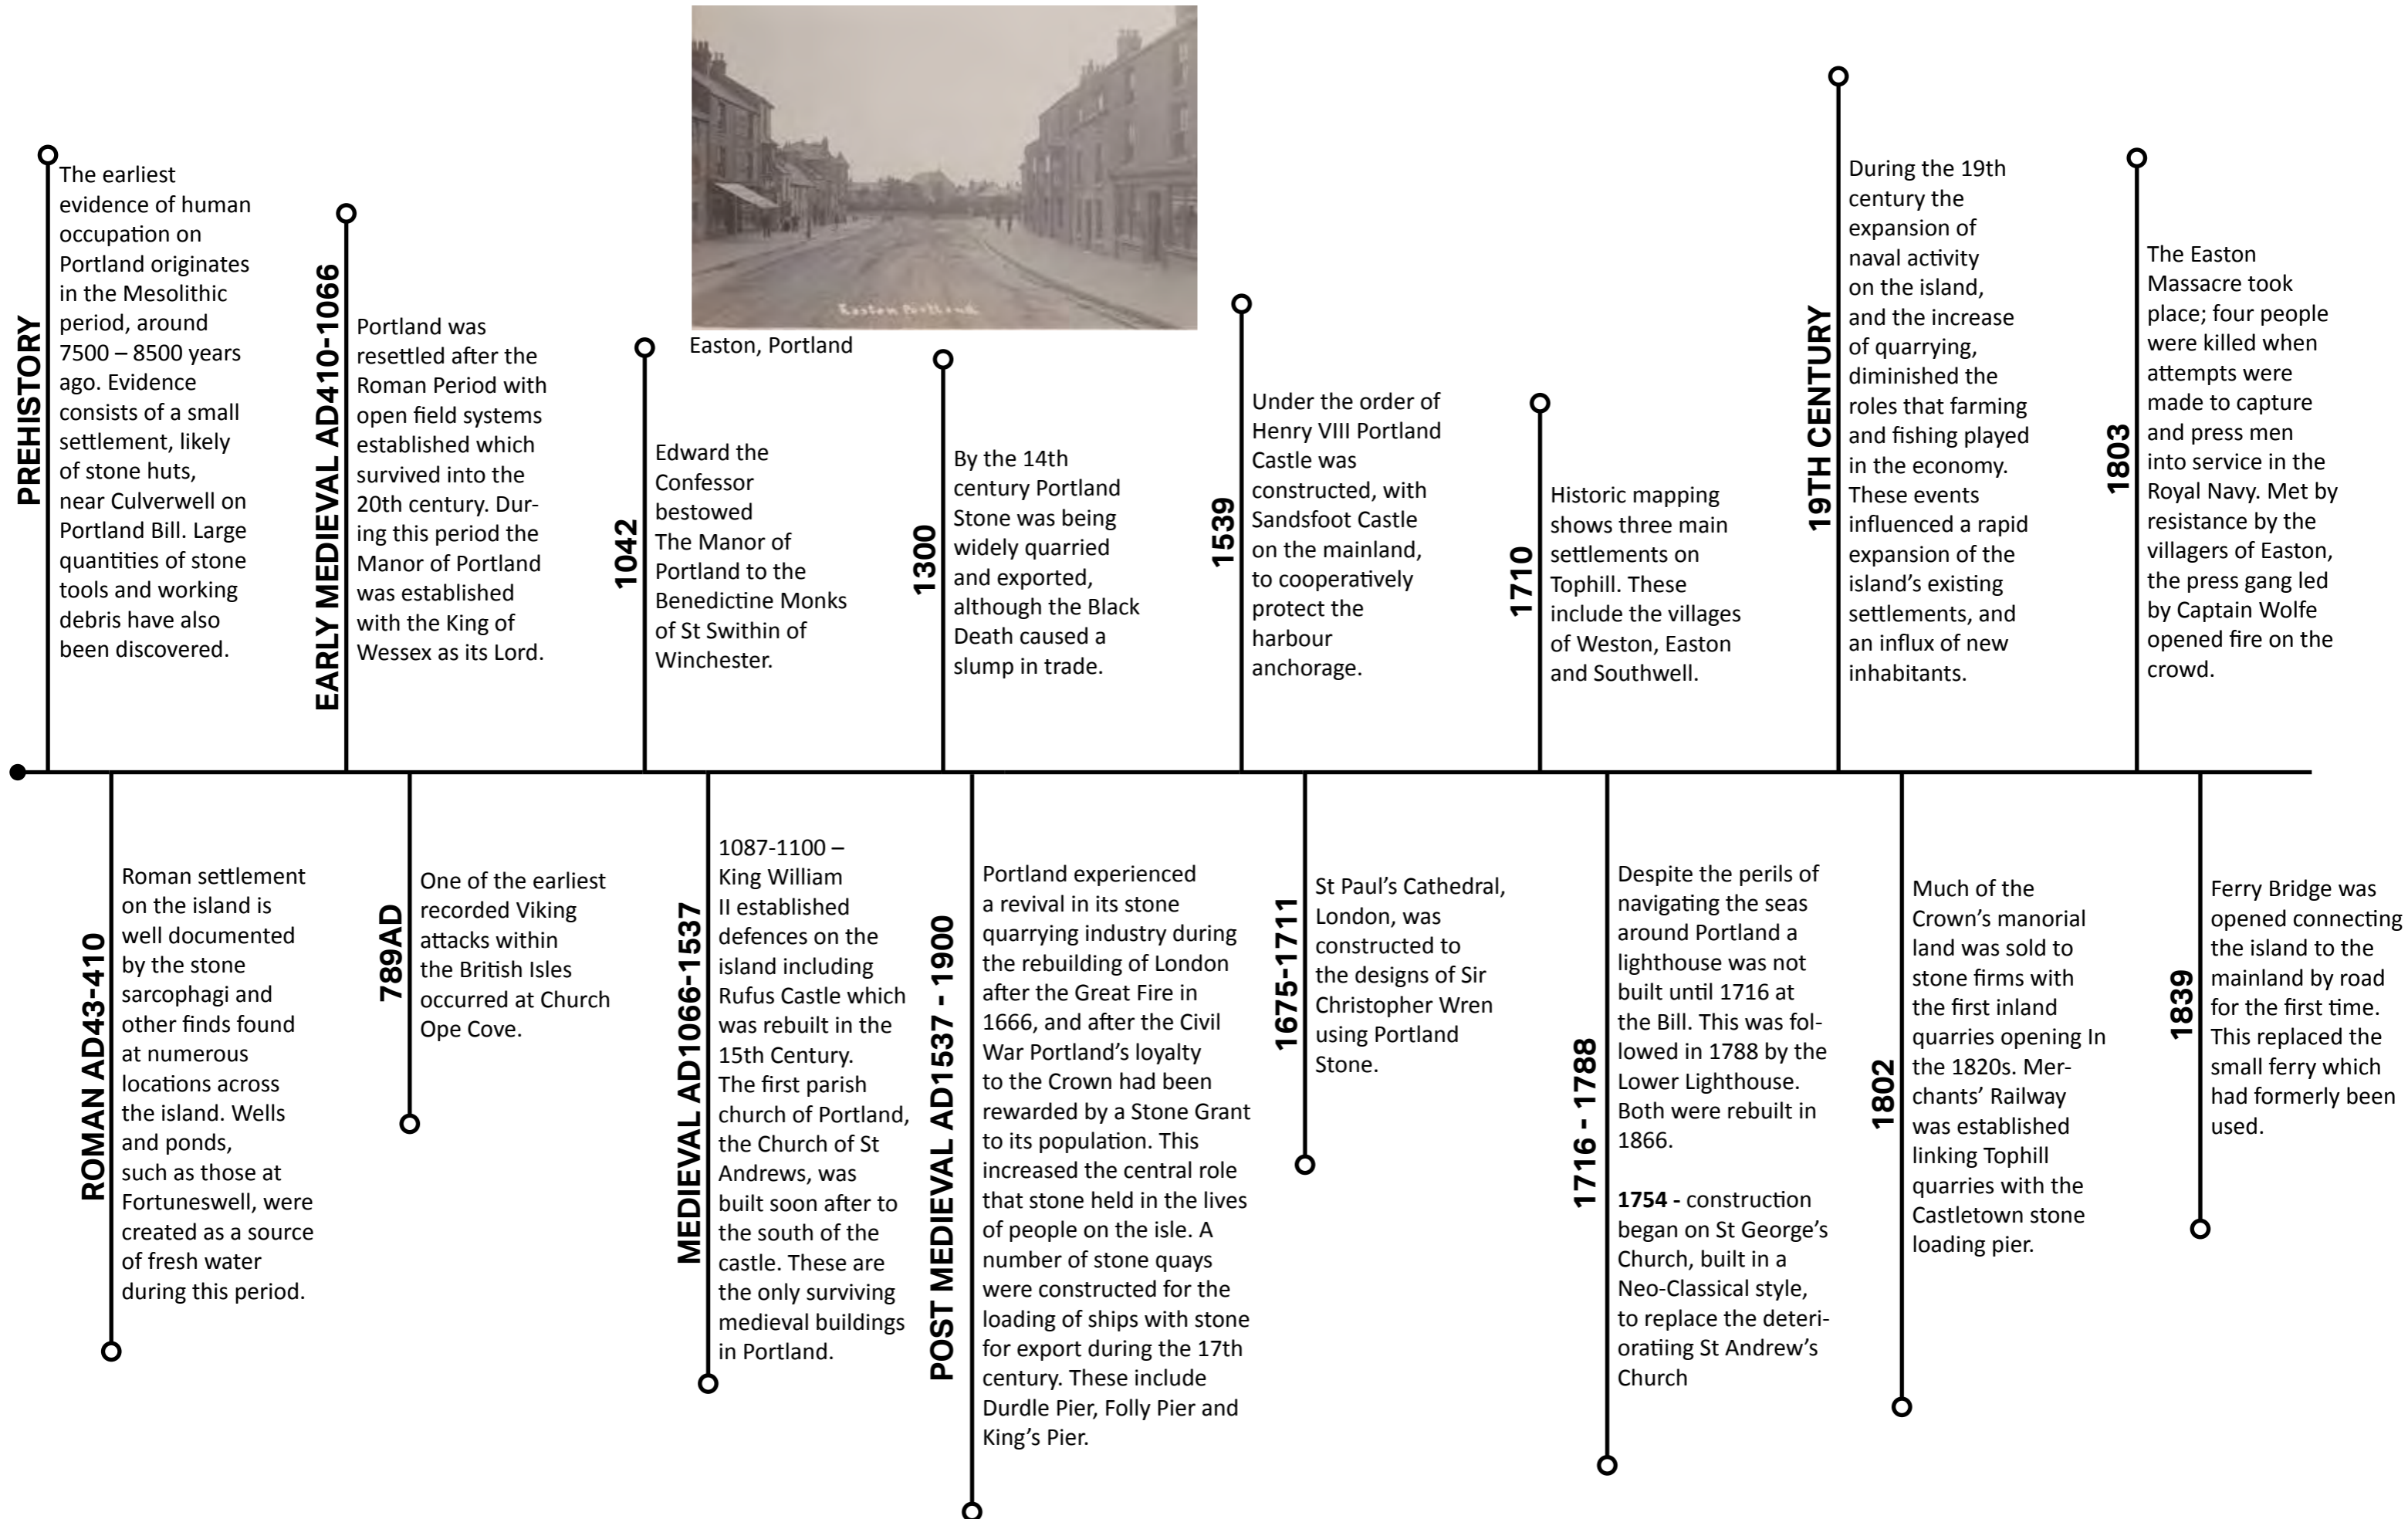 PREHISTORY
The earliest
evidence of human
occupation on
Portland originates
in the Mesolithic
period, around
7500 – 8500 years
ago. Evidence
consists of a small
settlement, likely
of stone huts,
near Culverwell on
Portland Bill. Large
quantities of stone
tools and working
debris have also
been discovered.
EARLY MEDIEVAL AD410-1066
Portland was
resettled after the
Roman Period with
open field systems
established which
survived into the
20th century. Dur-
ing this period the
Manor of Portland
was established
with the King of
Wessex as its Lord.
1042
Edward the
Confessor
bestowed
The Manor of
Portland to the
Benedictine Monks
of St Swithin of
Winchester.
Easton Portland
Easton, Portland
1300
By the 14th
century Portland
Stone was being
widely quarried
and exported,
although the Black
Death caused a
slump in trade.
1539
Under the order of
Henry VIII Portland
Castle was
constructed, with
Sandsfoot Castle
on the mainland,
to cooperatively
protect the
harbour
anchorage.
1710
Historic mapping
shows three main
settlements on
Tophill. These
include the villages
of Weston, Easton
and Southwell.
19TH CENTURY
During the 19th
century the
expansion of
naval activity
on the island,
and the increase
of quarrying,
diminished the
roles that farming
and fishing played
in the economy.
These events
influenced a rapid
expansion of the
island’s existing
settlements, and
an influx of new
inhabitants.
1803
The Easton
Massacre took
place; four people
were killed when
attempts were
made to capture
and press men
into service in the
Royal Navy. Met by
resistance by the
villagers of Easton,
the press gang led
by Captain Wolfe
opened fire on the
crowd.
ROMAN AD43-410
Roman settlement
on the island is
well documented
by the stone
sarcophagi and
other finds found
at numerous
locations across
the island. Wells
and ponds,
such as those at
Fortuneswell, were
created as a source
of fresh water
during this period.
789AD
One of the earliest
recorded Viking
attacks within
the British Isles
occurred at Church
Ope Cove.
MEDIEVAL AD1066-1537
1087-1100 –
King William
II established
defences on the
island including
Rufus Castle which
was rebuilt in the
15th Century.
The first parish
church of Portland,
the Church of St
Andrews, was
built soon after to
the south of the
castle. These are
the only surviving
medieval buildings
in Portland.
POST MEDIEVAL AD1537 - 1900
Portland experienced
a revival in its stone
quarrying industry during
the rebuilding of London
after the Great Fire in
1666, and after the Civil
War Portland’s loyalty
to the Crown had been
rewarded by a Stone Grant
to its population. This
increased the central role
that stone held in the lives
of people on the isle. A
number of stone quays
were constructed for the
loading of ships with stone
for export during the 17th
century. These include
Durdle Pier, Folly Pier and
King’s Pier.
1675-1711
St Paul’s Cathedral,
London, was
constructed to
the designs of Sir
Christopher Wren
using Portland
Stone.
1716 - 1788
Despite the perils of
navigating the seas
around Portland a
lighthouse was not
built until 1716 at
the Bill. This was fol-
lowed in 1788 by the
Lower Lighthouse.
Both were rebuilt in
1866.
1754 - construction
began on St George’s
Church, built in a
Neo-Classical style,
to replace the deteri-
oratiing St Andrew’s
Church
1802
Much of the
Crown’s manorial
land was sold to
stone firms with
the first inland
quarries opening In
the 1820s. Mer-
chants’ Railway
was established
linking Tophill
quarries with the
Castletown stone
loading pier.
1839
Ferry Bridge was
opened connecting
the island to the
mainland by road
for the first time.
This replaced the
small ferry which
had formerly been
used.